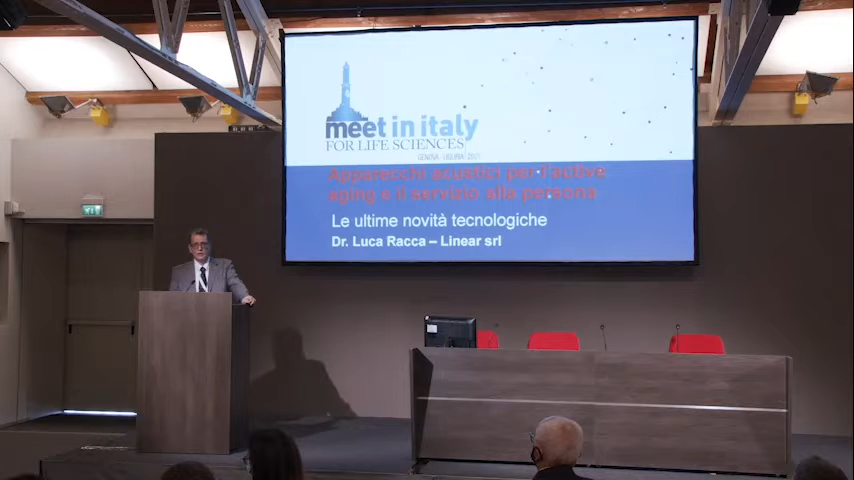 meet in italy
FOR LIFE SCIENCES
GENOVA - LIGURIA - 2021
Apparecchi acustici per l'active
aging e il servizio alla persona
Le ultime novità tecnologiche
Dr. Luca Racca – Linear srl